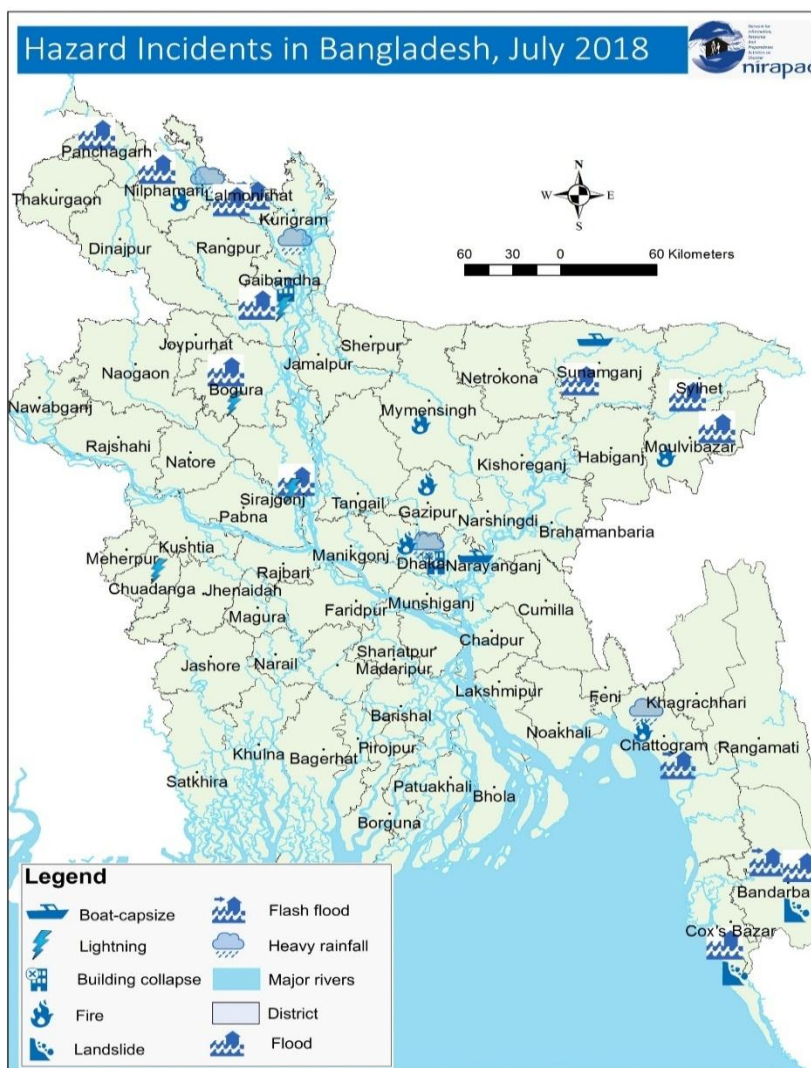 Hazard Incidents in Bangladesh, July 2018
nirapad
N
W E
S
60 30 0 60 Kilometers
Panchagarh
Thakurgaon
Nilphamari
Lalmonirhat
Kurigram
Dinajpur
Rangpur
Gaibandha
Joypurhat
Sherpur
Jamalpur
Naogaon
Bogura
Netrokona
Sunamganj
Sylhet
Nawabganj
Mymensingh
Rajshahi
Natore
Kishoreganj
Habiganj
Moulvibazar
Sirajgonj
Tangail
Gazipur
Pabna
Narshingdi
Brahamanbaria
Meherpur
Kushtia
Manikgonj
Dhaka
Narayanganj
Chuadanga
Jhenaidah
Rajbari
Magura
Faridpur
Munshiganj
Cumilla
Chadpur
Jashore
Narail
Shariatpur
Madaripur
Lakshmipur
Feni
Khagrachhari
Barishal
Noakhali
Chattogram
Rangamati
Khulna
Bagerhat
Pirojpur
Satkhira
Patuakhali
Bhola
Borguna
Bandarba
Cox's Bazar
Legend
Boat-capsize
Flash flood
Lightning
Heavy rainfall
Building collapse
Major rivers
Fire
District
Landslide
Flood